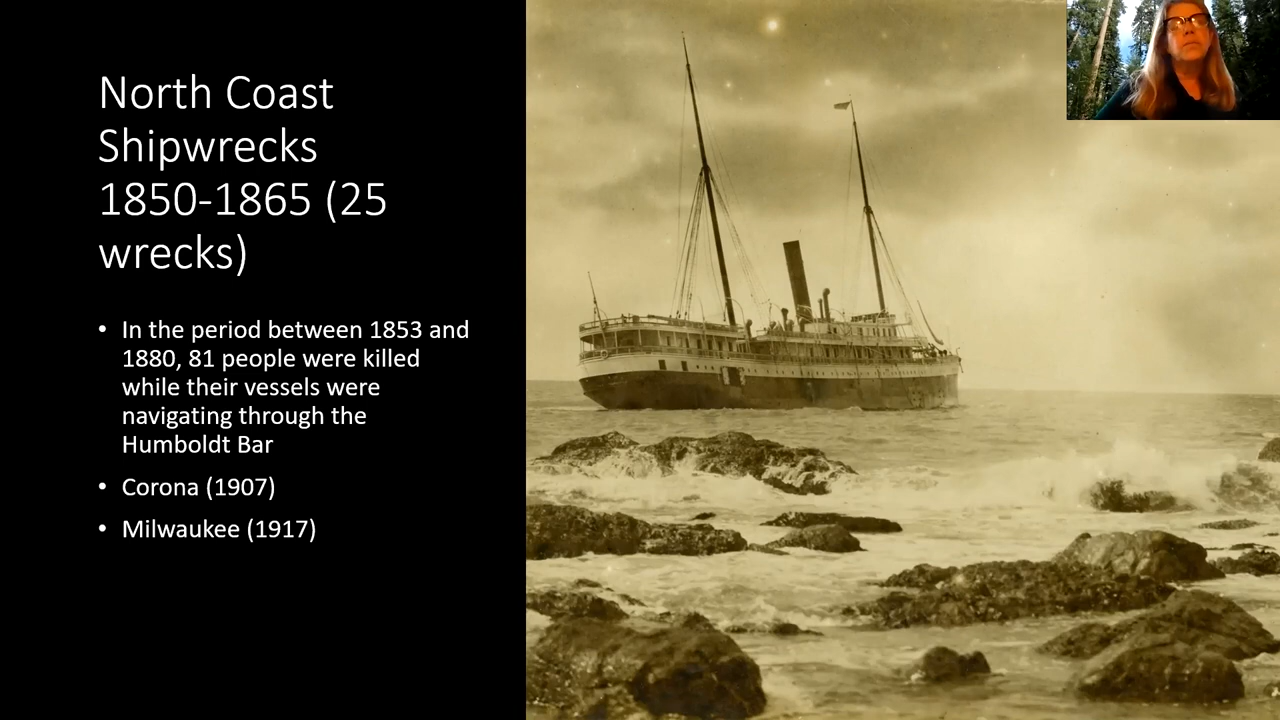 North Coast
Shipwrecks
1850-1865 (25
wrecks)
• In the period between 1853 and
1880, 81 people were killed
while their vessels were
navigating through the
Humboldt Bar
• Corona (1907)
• Milwaukee (1917)